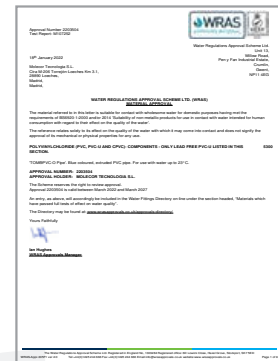 Approval Number 2203504
Test Report: M107252
WRAS
APPROVED MATERIAL
Water Regulations Approval Scheme Ltd
Unit 13,
Willow Road,
Pen y Fan Industrial Estate,
Crumlin,
Gwent,
NP11 4EG
18th January 2022
Molecor Tecnologia S.L.
Madrid,
Madrid,
WATER REGULATIONS APPROVAL SCHEME LTD. (WRAS)
MATERIAL APPROVAL
The material referred to in this letter is suitable for contact with wholesome water for domestic purposes having met the
requirements of BS6920-1:2000 and/or 2014 'Suitability of non-metallic products for use in contact with water intended for human
consumption with regard to their effect on the quality of the water'.
The reference relates solely to its effect on the quality of the water with which it may come into contact and does not signify the
approval of its mechanical or physical properties for any use.
POLYVINYLCHLORIDE (PVC, PVC-U AND CPVC): COMPONENTS - ONLY LEAD FREE PVC-U LISTED IN THIS 5300
SECTION.
'TOM®PVC-O Pipe'. Blue coloured, extruded PVC pipe. For use with water up to 23°C.
APPROVAL NUMBER: 2203504
APPROVAL HOLDER: MOLECOR TECNOLOGIA S.L.
The Scheme reserves the right to review approval.
Approval 2203504 is valid between March 2022 and March 2027
An entry, as above, will accordingly be included in the Water Fittings Directory on-line under the section headed, "Materials which
have passed full tests of effect on water quality".
The Directory may be found at:
Yours Faithfully
Ian Hughes
WRAS Approvals Manager